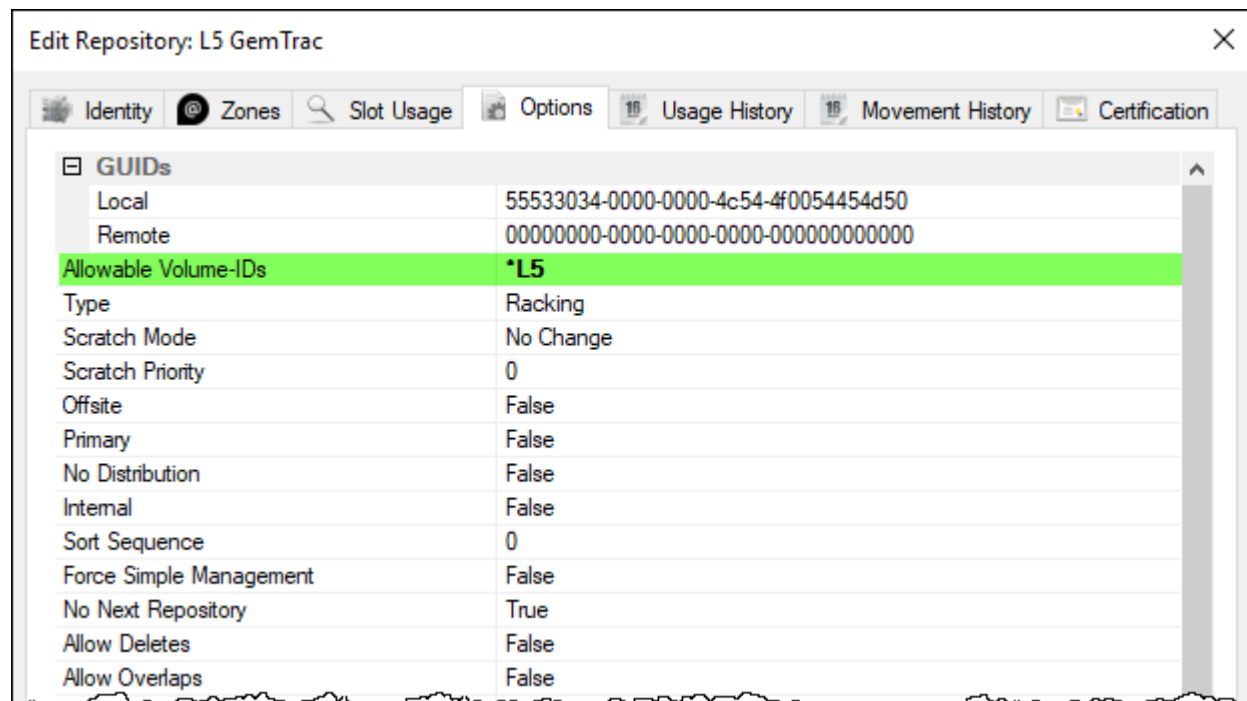 Edit Repository: L5 GemTrac
Identity Zones Slot Usage Options Usage History Movement History Certification
GUIDs
Local 55533034-0000-0000-4c54-4f0054454d50
Remote 00000000-0000-0000-0000-000000000000
Allowable Volume-IDs *L5
Type Racking
Scratch Mode No Change
Scratch Priority 0
Offsite False
Primary False
No Distribution False
Internal False
Sort Sequence 0
Force Simple Management False
No Next Repository True
Allow Deletes False
Allow Overlaps False